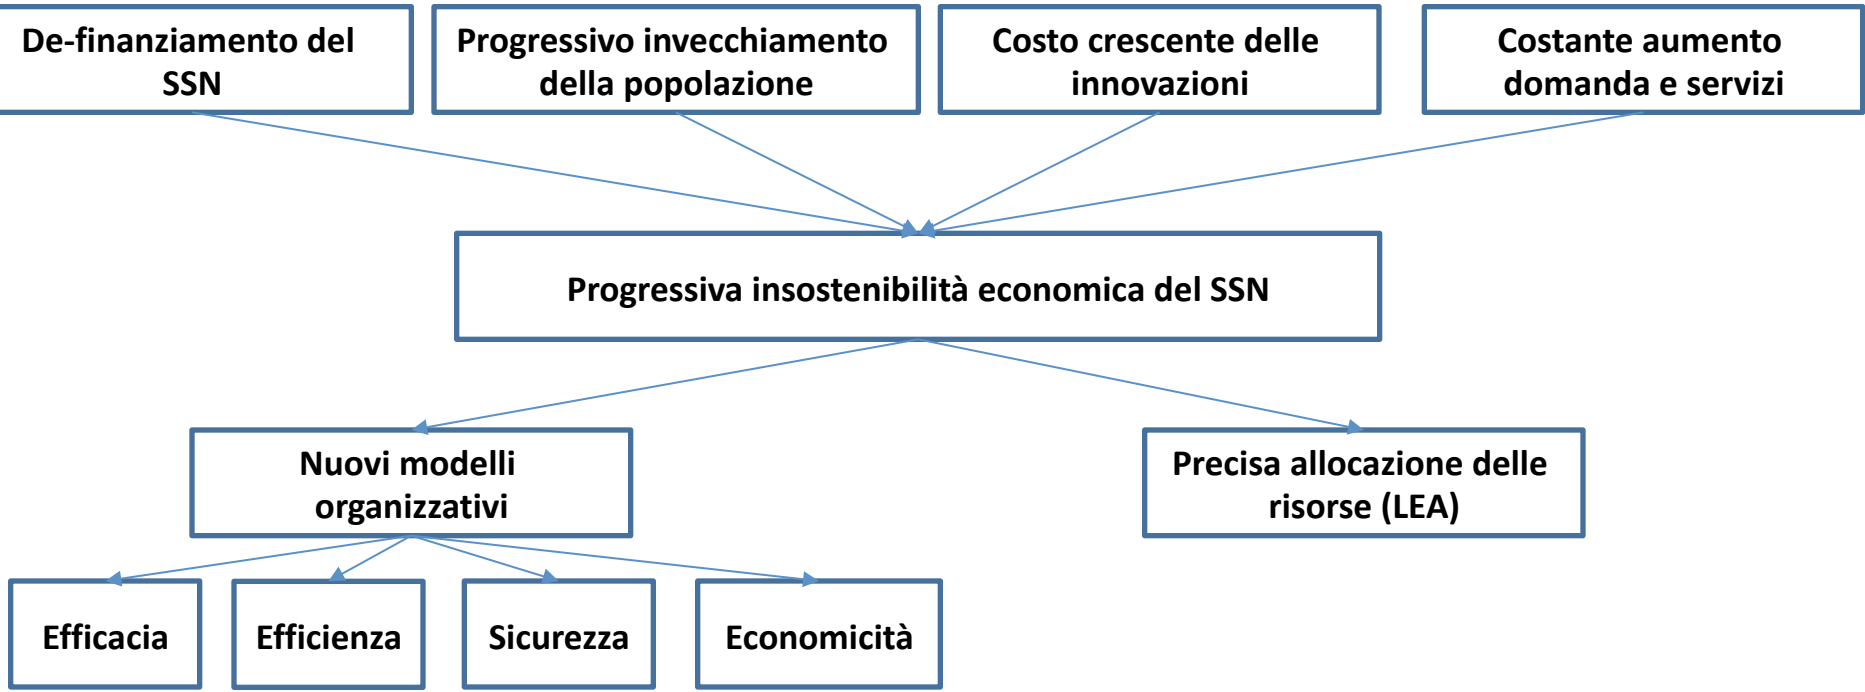 De-finanziamento del
SSN
Progressivo invecchiamento
della popolazione
Costo crescente delle
innovazioni
Costante aumento
domanda e servizi
Progressiva insostenibilità economica del SSN
Nuovi modelli
organizzativi
Precisa allocazione delle
risorse (LEA)
Efficacia
Efficienza
Sicurezza
Economicità